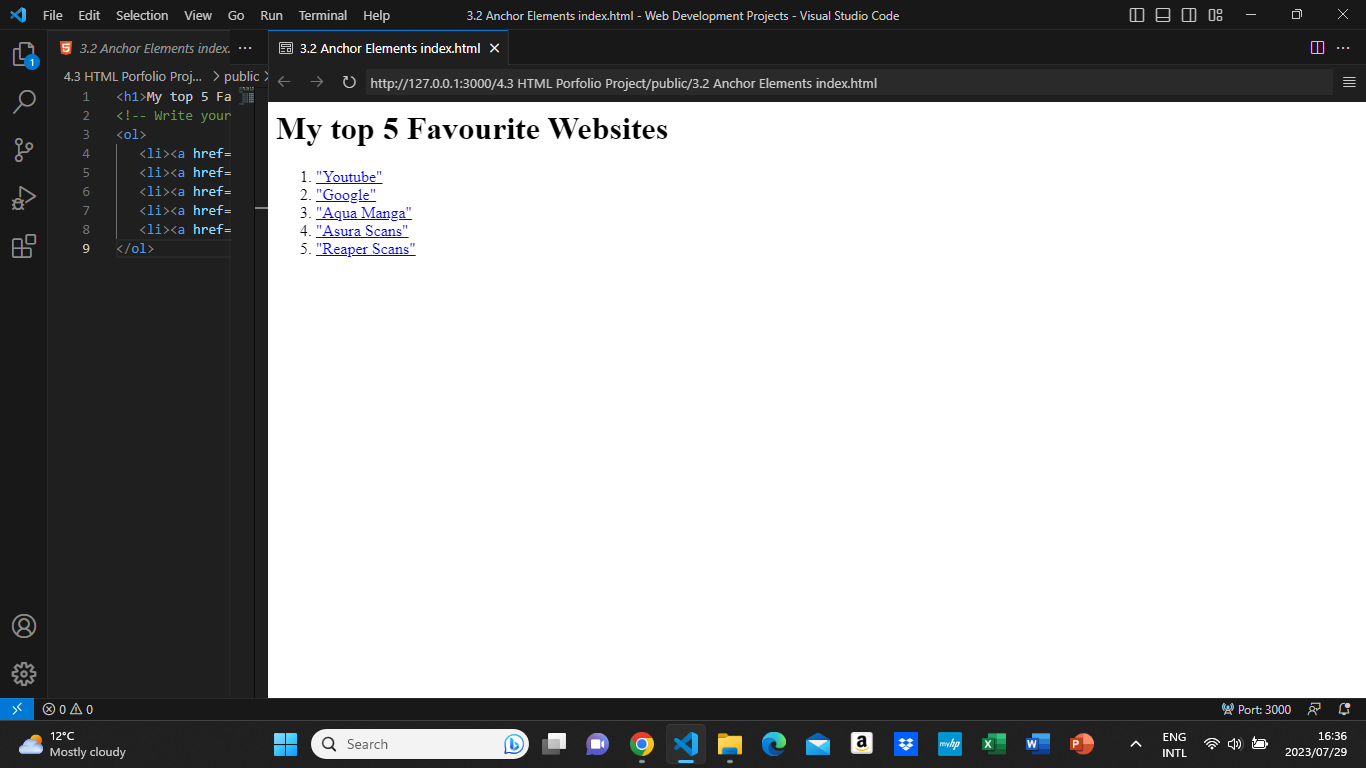 File Edit Selection View Go Run Terminal Help 3.2 Anchor Elements index.html - Web Development Projects - Visual Studio Code
3.2 Anchor Elements index. ···
3.2 Anchor Elements index.html
1
4.3 HTML Porfolio Proj... > public >
http://127.0.0.1:3000/4.3 HTML Porfolio Project/public/3.2 Anchor Elements index.html
1 <h1>My top 5 Fa
2 <!-- Write your
3 <ol>
4 <li><a href=
5 <li><a href=
6 <li><a href=
7 <li><a href=
8 <li><a href=
9 </ol>
My top 5 Favourite Websites
1. "Youtube"
2. "Google"
3. "Aqua Manga"
4. "Asura Scans"
5. "Reaper Scans"
0 0
Port: 3000
12°C
Mostly cloudy
Search
a
myhp
X
W
P
ENG
INTL
16:36
2023/07/29